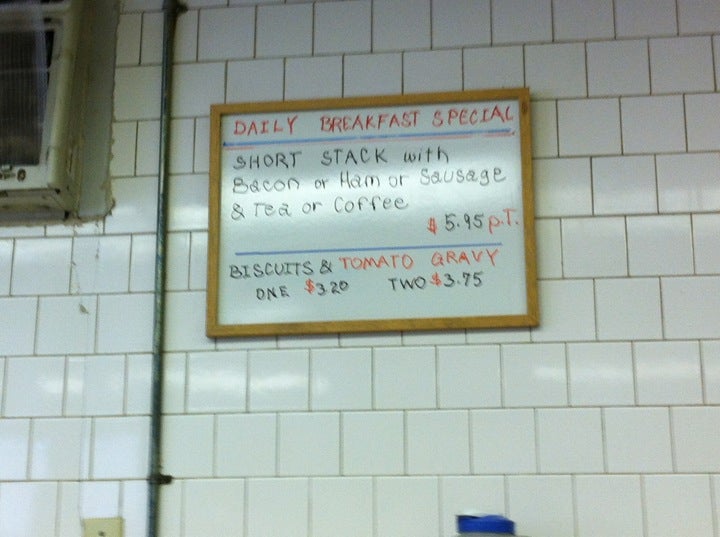 DAILY BREAKFAST SPECIAL
SHORT STACK with
Bacon or Ham or Sausage
& Tea or Coffee
$ 5.95 P.T.
BISCUITS & TOMATO GRAVY
ONE $3.20 TWO $3.75